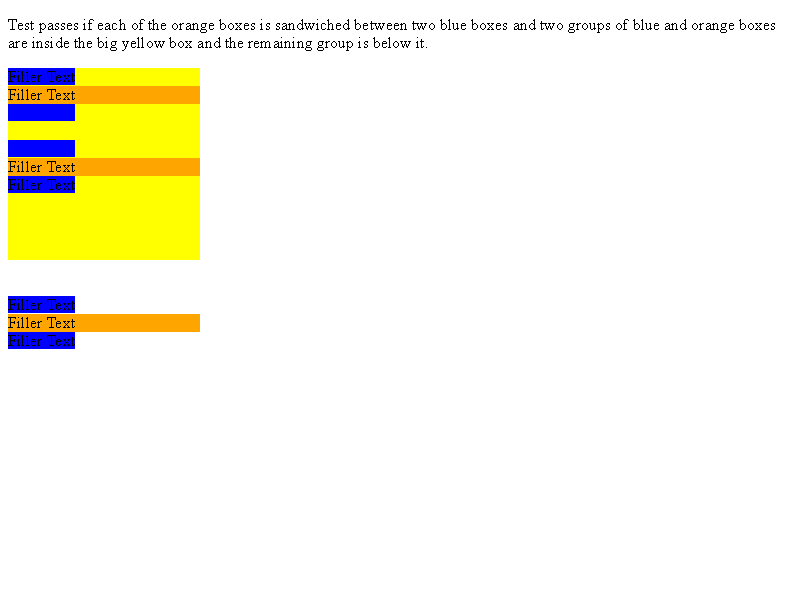 Test passes if each of the orange boxes is sandwiched between two blue boxes and two groups of blue and orange boxes
are inside the big yellow box and the remaining group is below it.
Filler Text
Filler Text
Filler Text
Filler Text
Filler Text
Filler Text
Filler Text